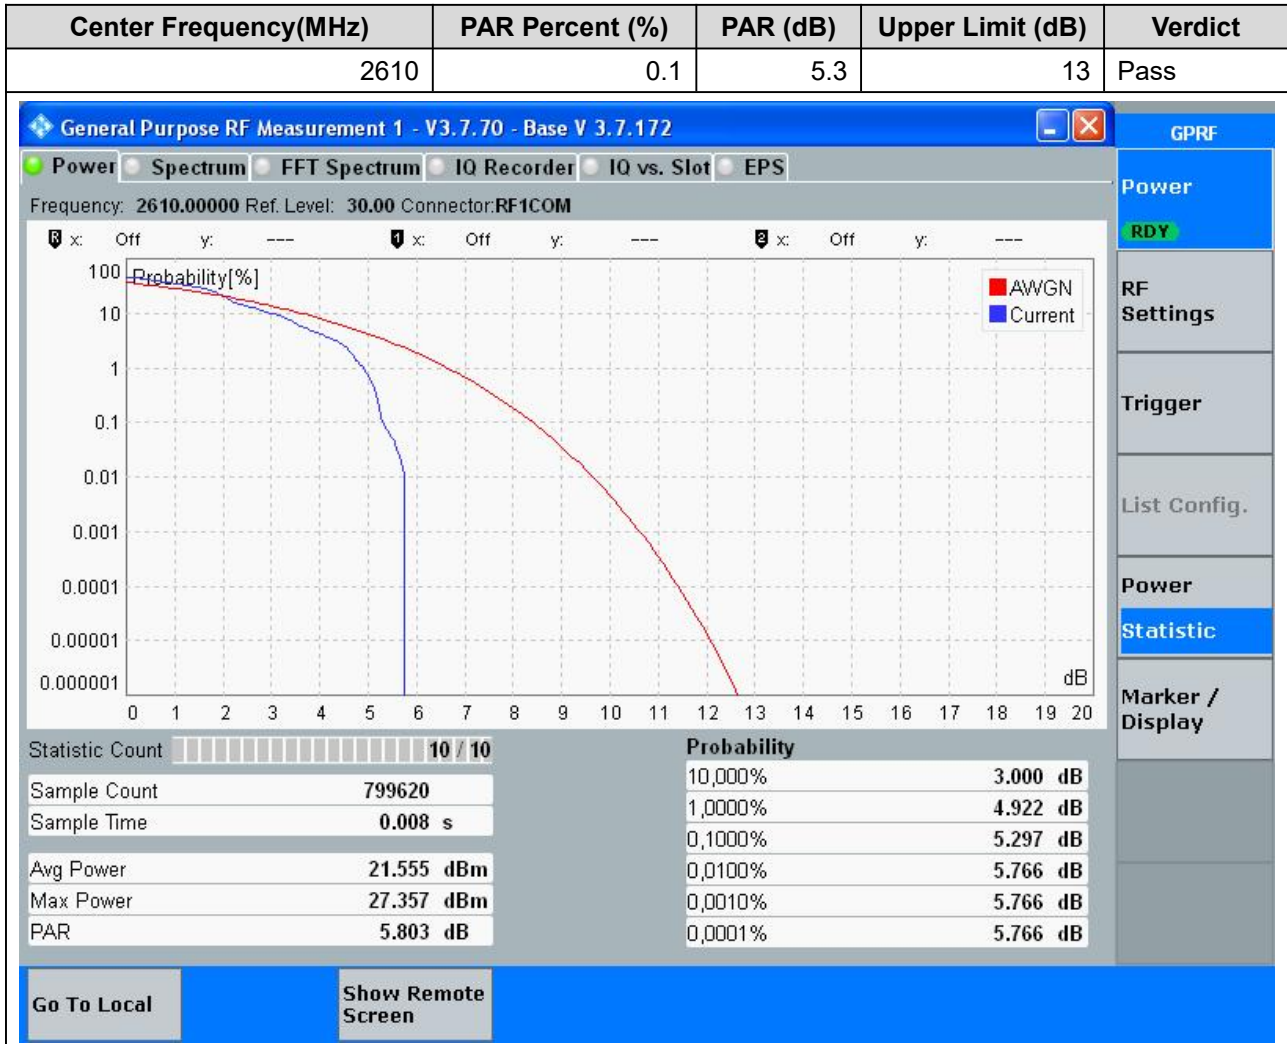 Center Frequency(MHz) PAR Percent (%) PAR (dB) Upper Limit (dB) Verdict
2610 0.1 5.3 13 Pass
General Purpose RF Measurement 1 - V3.7.70 - Base V 3.7.172
GPRF
Power Spectrum FFT Spectrum IQ Recorder IQ vs. Slot EPS
Frequency: 2610.00000 Ref. Level: 30.00 Connector:RF1COM
R x: Off y: --- 1 x: Off y: --- 2 x: Off y: ---
Probability[%]
AWGN
Current
100
10
1
0.1
0.01
0.001
0.0001
0.00001
0.000001
dB
0 1 2 3 4 5 6 7 8 9 10 11 12 13 14 15 16 17 18 19 20
Statistic Count 10 / 10
Sample Count 799620
Sample Time 0.008 s
Avg Power 21.555 dBm
Max Power 27.357 dBm
PAR 5.803 dB
Probability
10,000% 3.000 dB
1,0000% 4.922 dB
0,1000% 5.297 dB
0,0100% 5.766 dB
0,0010% 5.766 dB
0,0001% 5.766 dB
Power
RDY
RF
Settings
Trigger
List Config.
Power
Statistic
Marker /
Display
Go To Local
Show Remote
Screen